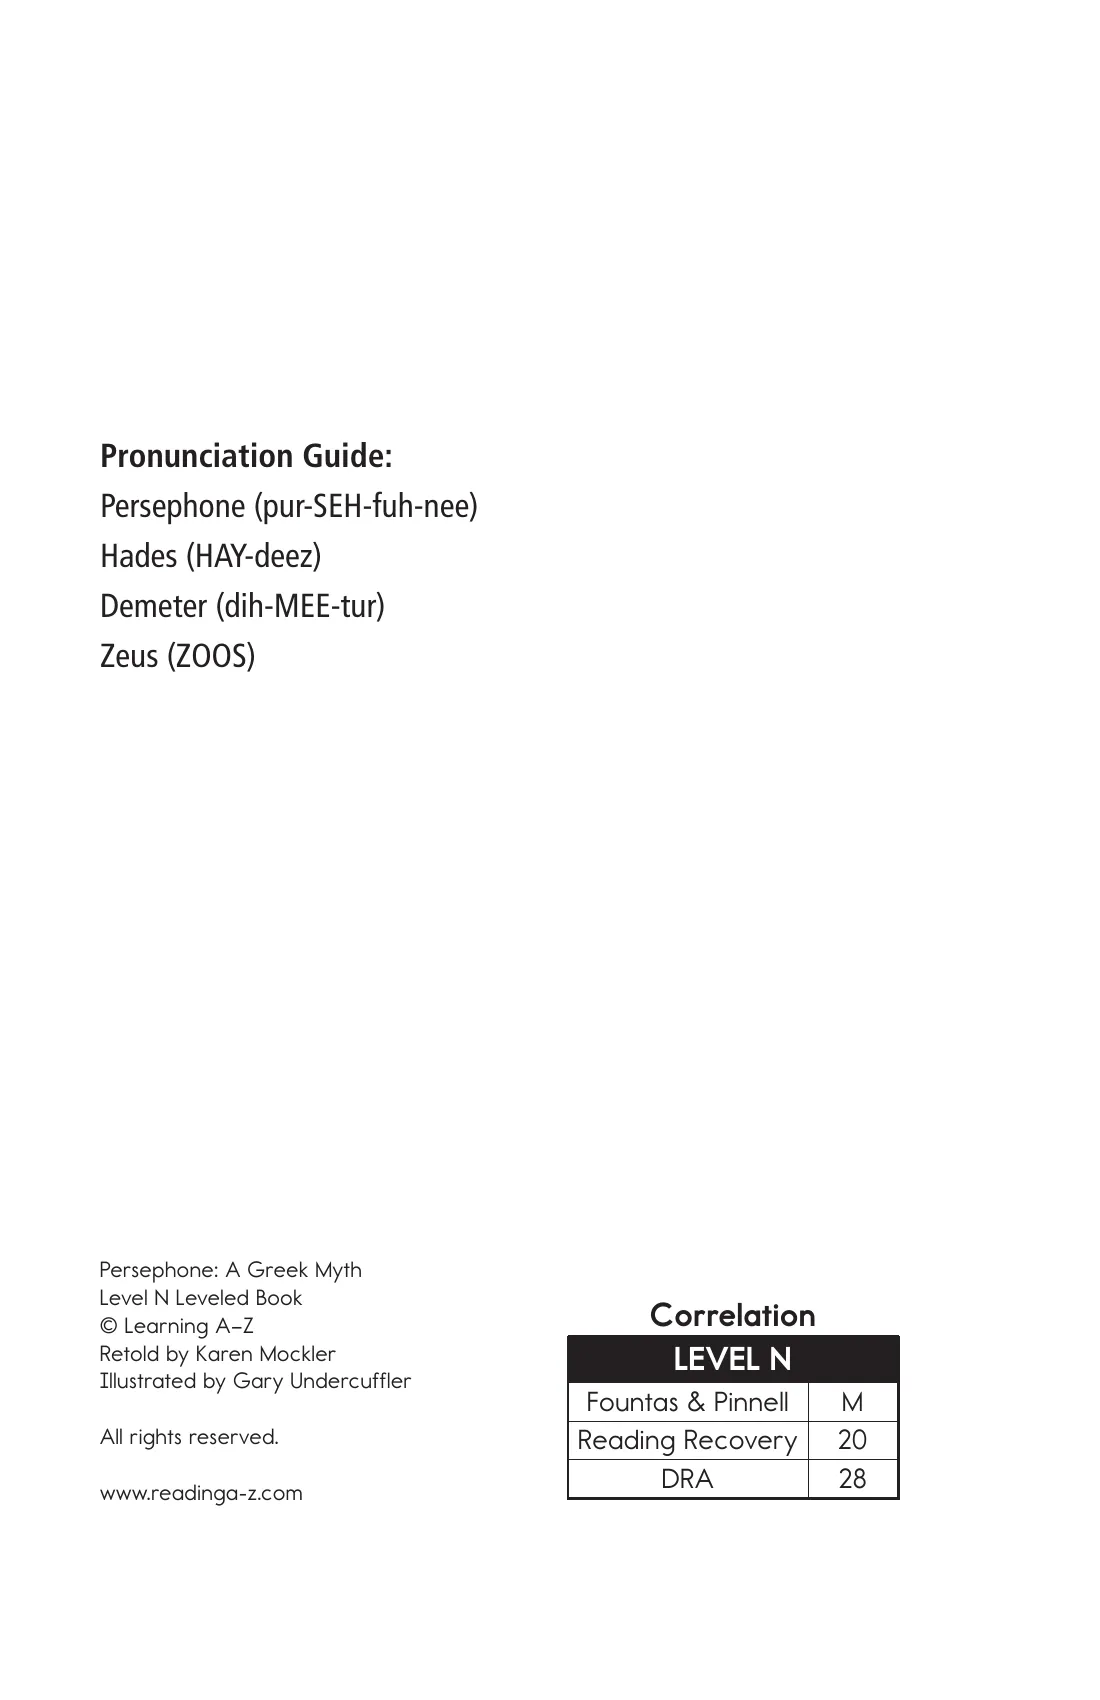 Pronunciation Guide:
Persephone (pur-SEH-fuh-nee)
Hades (HAY-deez)
Demeter (dih-MEE-tur)
Zeus (ZOOS)
Persephone: A Greek Myth
Level N Leveled Book
© Learning A–Z
Retold by Karen Mockler
Illustrated by Gary Undercuffler
All rights reserved.
www.readinga-z.com
Correlation
LEVEL N
Fountas & Pinnell M
Reading Recovery 20
DRA 28